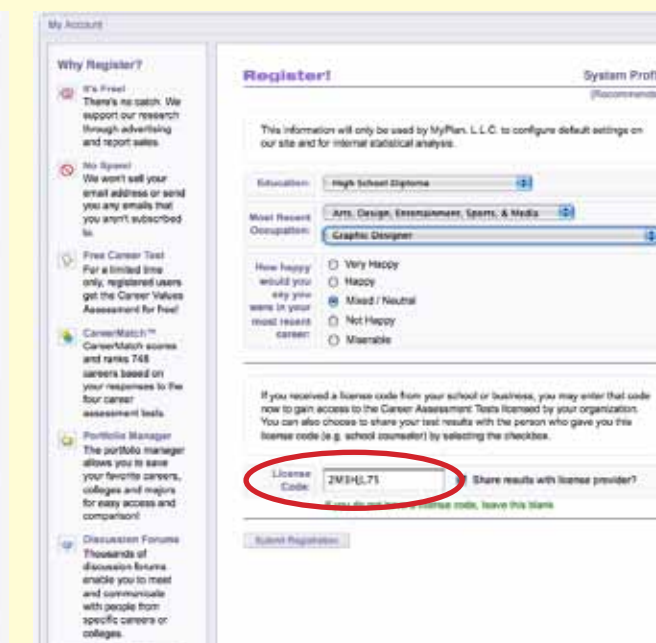 My Account
Why Register?
It's Free!
There's no catch. We
support our research
through advertising
and report sales.
No Spam!
We won't sell your
email address or send
you any emails that
you aren't subscribed
to.
Free Career Test
For a limited time
only, registered users
get the Career Values
Assessment for free!
CareerMatch™
CareerMatch scores
and ranks 748
careers based on
your responses to the
four career
assessment tests.
Portfolio Manager
The portfolio manager
allows you to save
your favorite careers,
colleges and majors
for easy access and
comparison!
Discussion Forums
Thousands of
discussion forums
enable you to meet
and communicate
with people from
specific careers or
colleges.
Register!
System Profi
(Recommende
This information will only be used by MyPlan, L.L.C. to configure default settings on
our site and for internal statistical analysis.
Education: High School Diploma
Most Recent
Occupation:
Arts, Design, Entertainment, Sports, & Media
Graphic Designer
How happy
would you
say you
were in your
most recent
career:
Very Happy
Happy
Mixed / Neutral
Not Happy
Miserable
If you received a license code from your school or business, you may enter that code
now to gain access to the Career Assessment Tests licensed by your organization.
You can also choose to share your test results with the person who gave you this
license code (e.g. school counselor) by selecting the checkbox.
License
Code:
Share results with license provider?
If you do not have a license code, leave this blank
Submit Registration